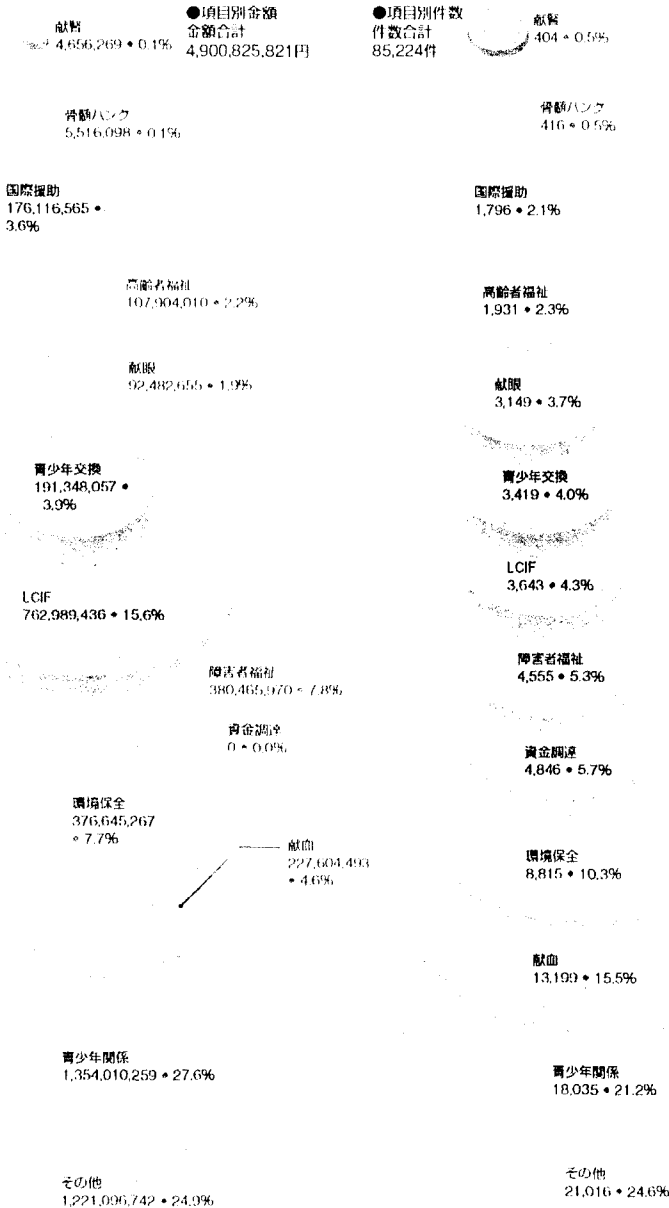 ●項目別金額
金額合計
4,900,825,821円
献腎
4,656,269 • 0.1%
骨髄バンク
5,516,098 • 0.1%
国際援助
176,116,565 •
3.6%
高齢者福祉
107,904,010 • 2.2%
献眼
92,482,655 • 1.9%
青少年交換
191,348,057 •
3.9%
LCIF
762,989,436 • 15.6%
障害者福祉
380,465,970 • 7.8%
資金調達
0 • 0.0%
環境保全
376,645,267
• 7.7%
献血
227,604,493
• 4.6%
青少年関係
1,354,010,259 • 27.6%
その他
1,221,096,742 • 24.9%
●項目別件数
件数合計
85,224件
献腎
404 • 0.5%
骨髄バンク
416 • 0.5%
国際援助
1,796 • 2.1%
高齢者福祉
1,931 • 2.3%
献眼
3,149 • 3.7%
青少年交換
3,419 • 4.0%
LCIF
3,643 • 4.3%
障害者福祉
4,555 • 5.3%
資金調達
4,846 • 5.7%
環境保全
8,815 • 10.3%
献血
13,199 • 15.5%
青少年関係
18,035 • 21.2%
その他
21,016 • 24.6%